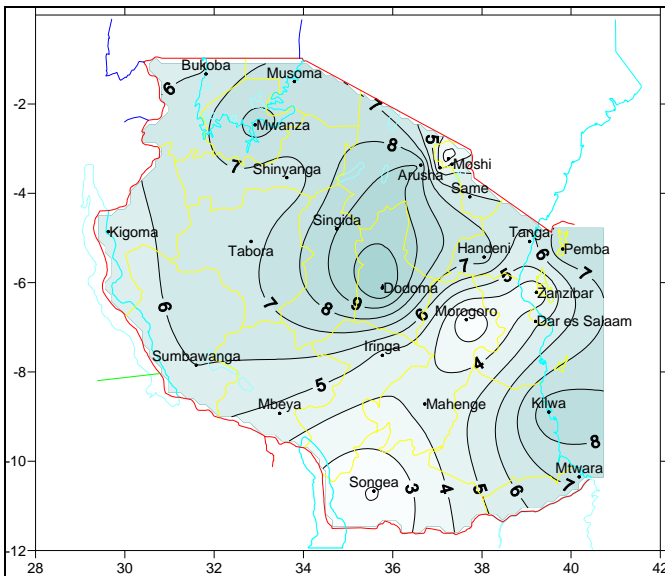 Bukoba
Musoma
6
7
-2
Mwanza
5
Moshi
8
7
Shinyanga
Arusha
Same
-4
Kigoma
Singida
Tanga
Tabora
Handeni
6
Pemba
7
5
7
-6
6
7
8
9
Dodoma
Zanzibar
6
Morogoro
Dar es Salaam
Sumbawanga
Iringa
4
-8
5
Mbeya
Mahenge
Kilwa
8
-10
Songea
3
4
5
6
7
Mtwara
-12
28
30
32
34
36
38
40
42